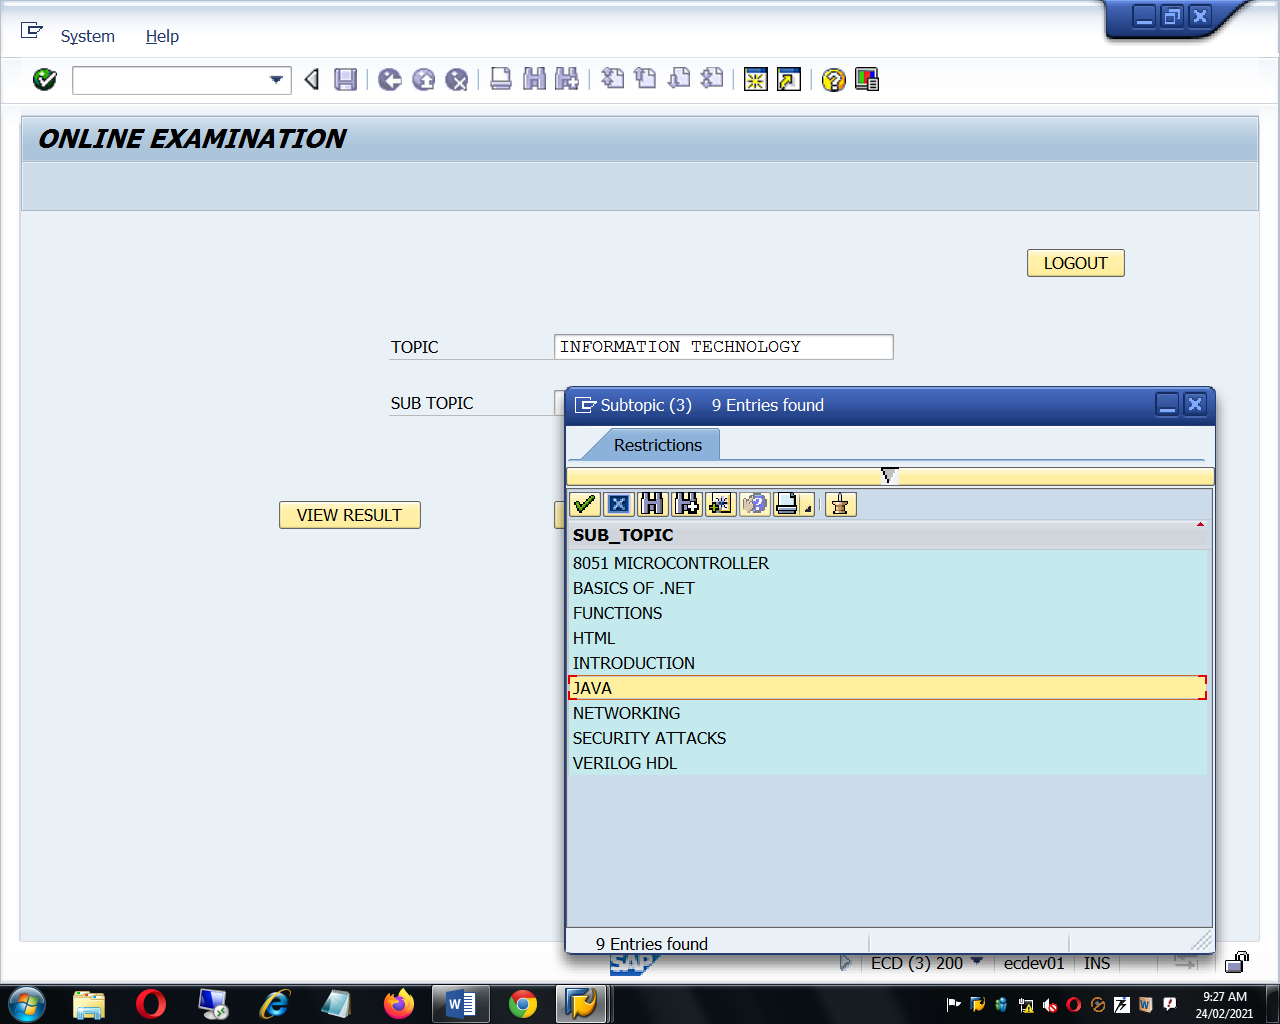 System Help
ONLINE EXAMINATION
LOGOUT
TOPIC INFORMATION TECHNOLOGY
SUB TOPIC
Subtopic (3) 9 Entries found
Restrictions
VIEW RESULT
SUB_TOPIC
8051 MICROCONTROLLER
BASICS OF .NET
FUNCTIONS
HTML
INTRODUCTION
JAVA
NETWORKING
SECURITY ATTACKS
VERILOG HDL
9 Entries found
SAP ECD (3) 200 ecdev01 INS
9:27 AM
24/02/2021